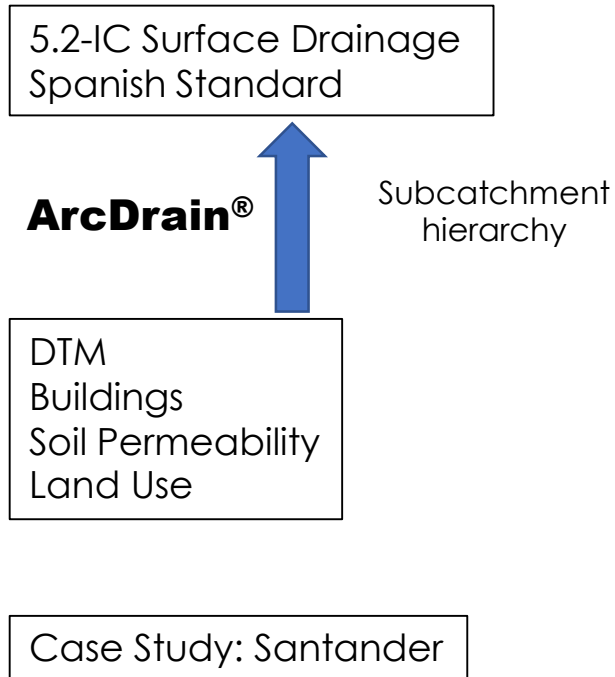 5.2-IC Surface Drainage
Spanish Standard
ArcDrain®
Subcatchment
hierarchy
DTM
Buildings
Soil Permeability
Land Use
Case Study: Santander